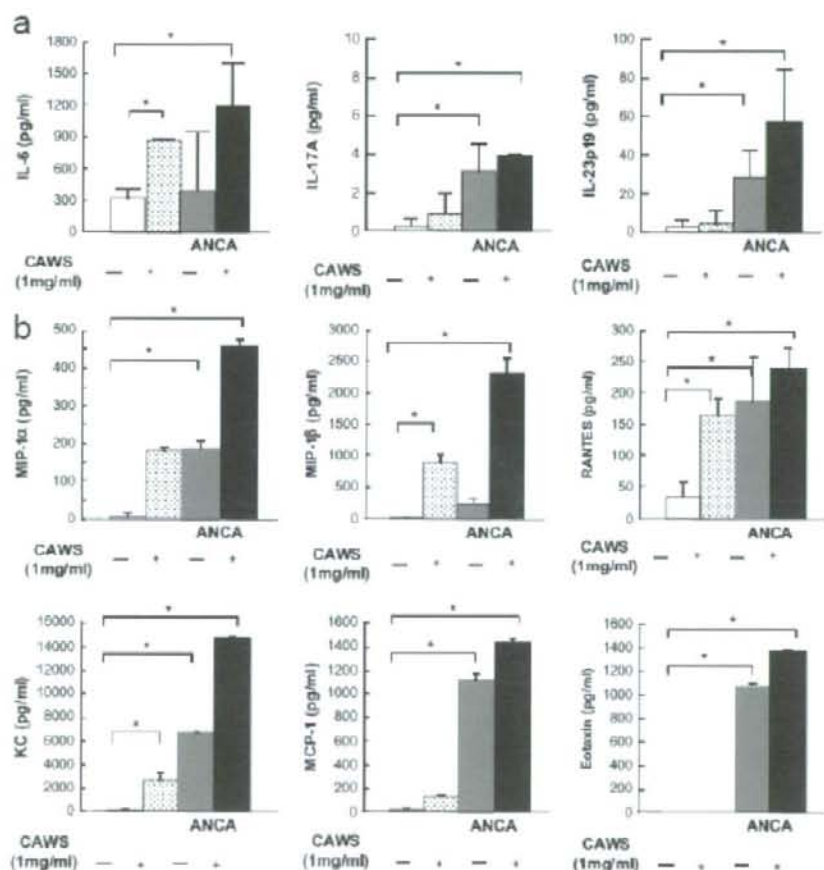 a
IL-6 (pg/ml)
1800
1500
1200
900
600
300
0
*
*
ANCA
CAWS
(1mg/ml)
— + — +
IL-17A (pg/ml)
10
8
6
4
2
0
*
*
ANCA
CAWS
(1mg/ml)
— + — +
IL-23p19 (pg/ml)
100
80
60
40
20
0
*
*
ANCA
CAWS
(1mg/ml)
— + — +
b
MIP-1α (pg/ml)
500
400
300
200
100
0
*
*
ANCA
CAWS
(1mg/ml)
— + — +
MIP-1β (pg/ml)
3000
2500
2000
1500
1000
500
0
*
*
ANCA
CAWS
(1mg/ml)
— + — +
RANTES (pg/ml)
300
250
200
150
100
50
0
*
*
*
ANCA
CAWS
(1mg/ml)
— + — +
KC
(pg/ml)
16000
14000
12000
10000
8000
6000
4000
2000
0
*
*
*
ANCA
CAWS
(1mg/ml)
— + — +
MCP-1
(pg/ml)
1600
1400
1200
1000
800
600
400
200
0
*
*
ANCA
CAWS
(1mg/ml)
— + — +
Eotaxin
(pg/ml)
1600
1400
1200
1000
800
600
400
200
0
*
*
ANCA
CAWS
(1mg/ml)
— + — +